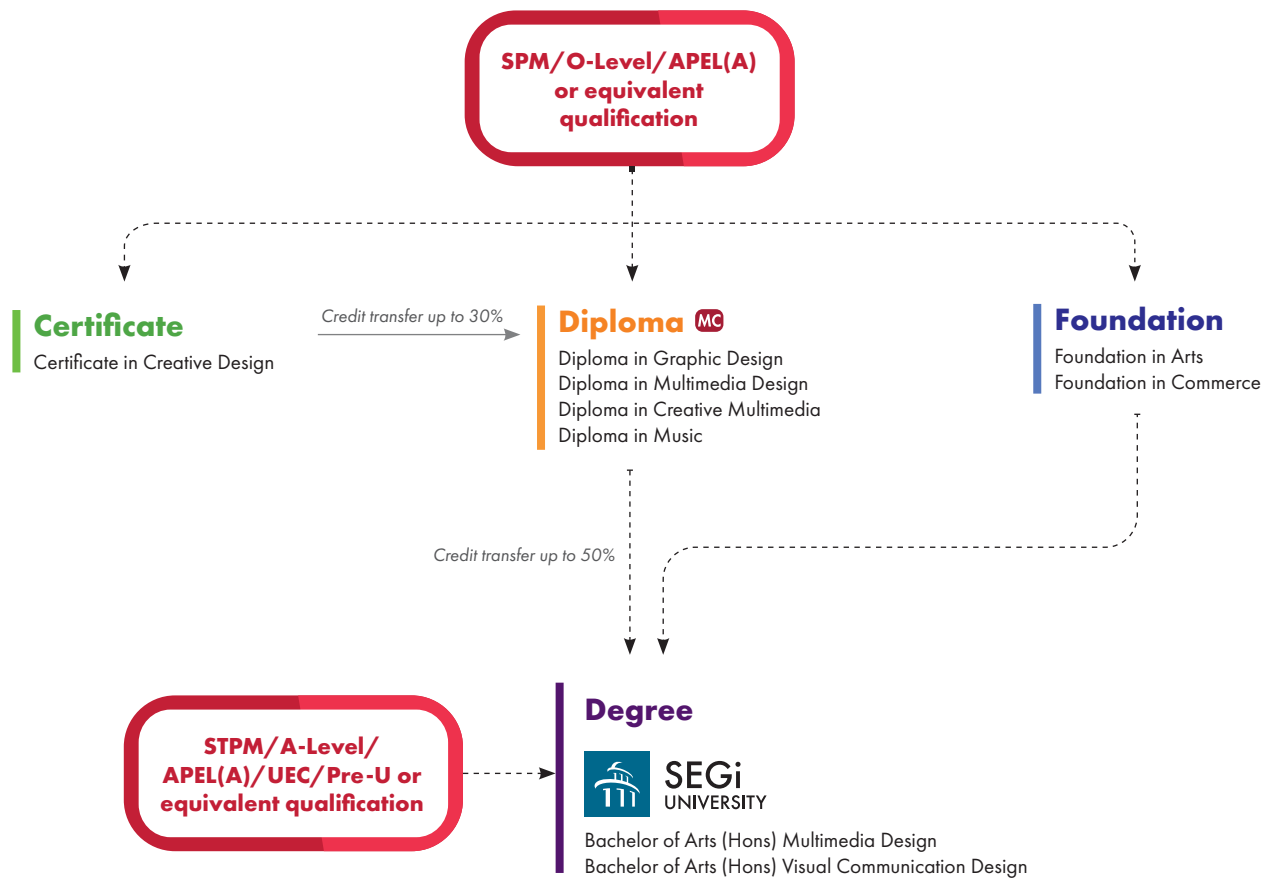 SPM/O-Level/APEL(A)
or equivalent
qualification
Certificate
Certificate in Creative Design
Credit transfer up to 30%
Diploma MC
Diploma in Graphic Design
Diploma in Multimedia Design
Diploma in Creative Multimedia
Diploma in Music
Foundation
Foundation in Arts
Foundation in Commerce
Credit transfer up to 50%
STPM/A-Level/
APEL(A)/UEC/Pre-U or
equivalent qualification
Degree
SEGi
UNIVERSITY
Bachelor of Arts (Hons) Multimedia Design
Bachelor of Arts (Hons) Visual Communication Design